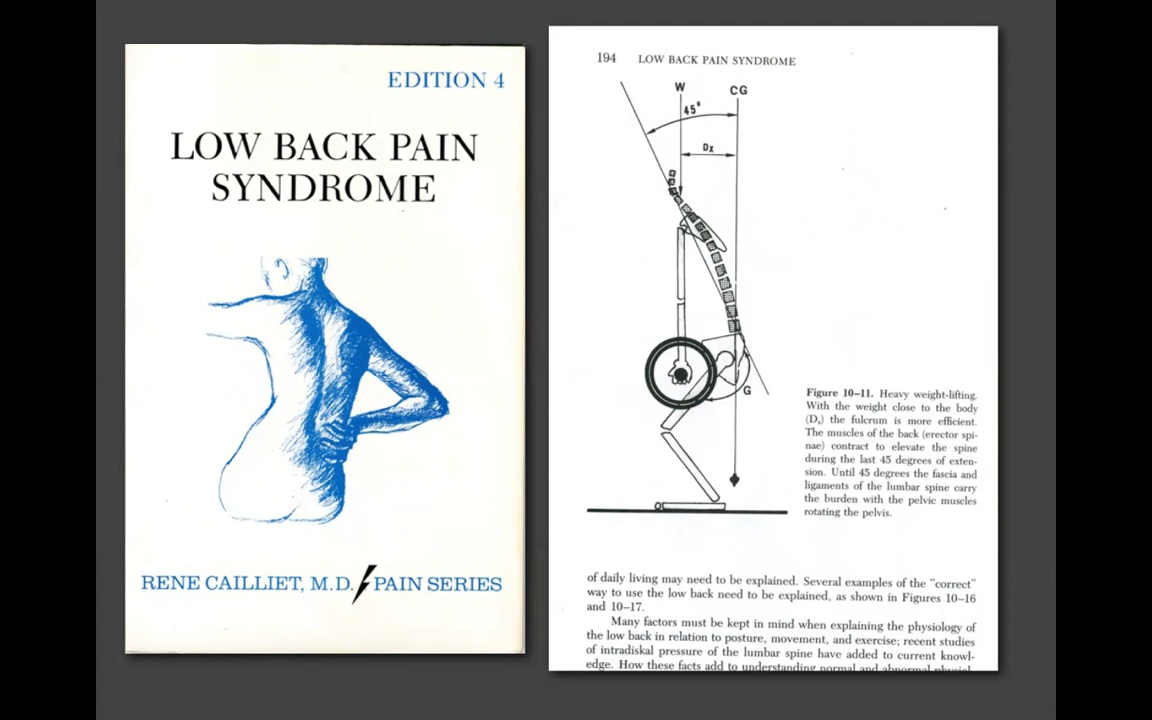 EDITION 4
LOW BACK PAIN
SYNDROME
RENE CAILLIET, M.D. PAIN SERIES
194 LOW BACK PAIN SYNDROME
W
CG
45°
Dx
G
Figure 10–11. Heavy weight-lifting.
With the weight close to the body
(Dx) the fulcrum is more efficient.
The muscles of the back (erector spi-
nae) contract to elevate the spine
during the last 45 degrees of exten-
sion. Until 45 degrees the fascia and
ligaments of the lumbar spine carry
the burden with the pelvic muscles
rotating the pelvis.
of daily living may need to be explained. Several examples of the "correct"
way to use the low back need to be explained, as shown in Figures 10–16
and 10–17.
Many factors must be kept in mind when explaining the physiology of
the low back in relation to posture, movement, and exercise; recent studies
of intradiskal pressure of the lumbar spine have added to current knowl-
edge. How these facts add to understanding normal and abnormal physiol-